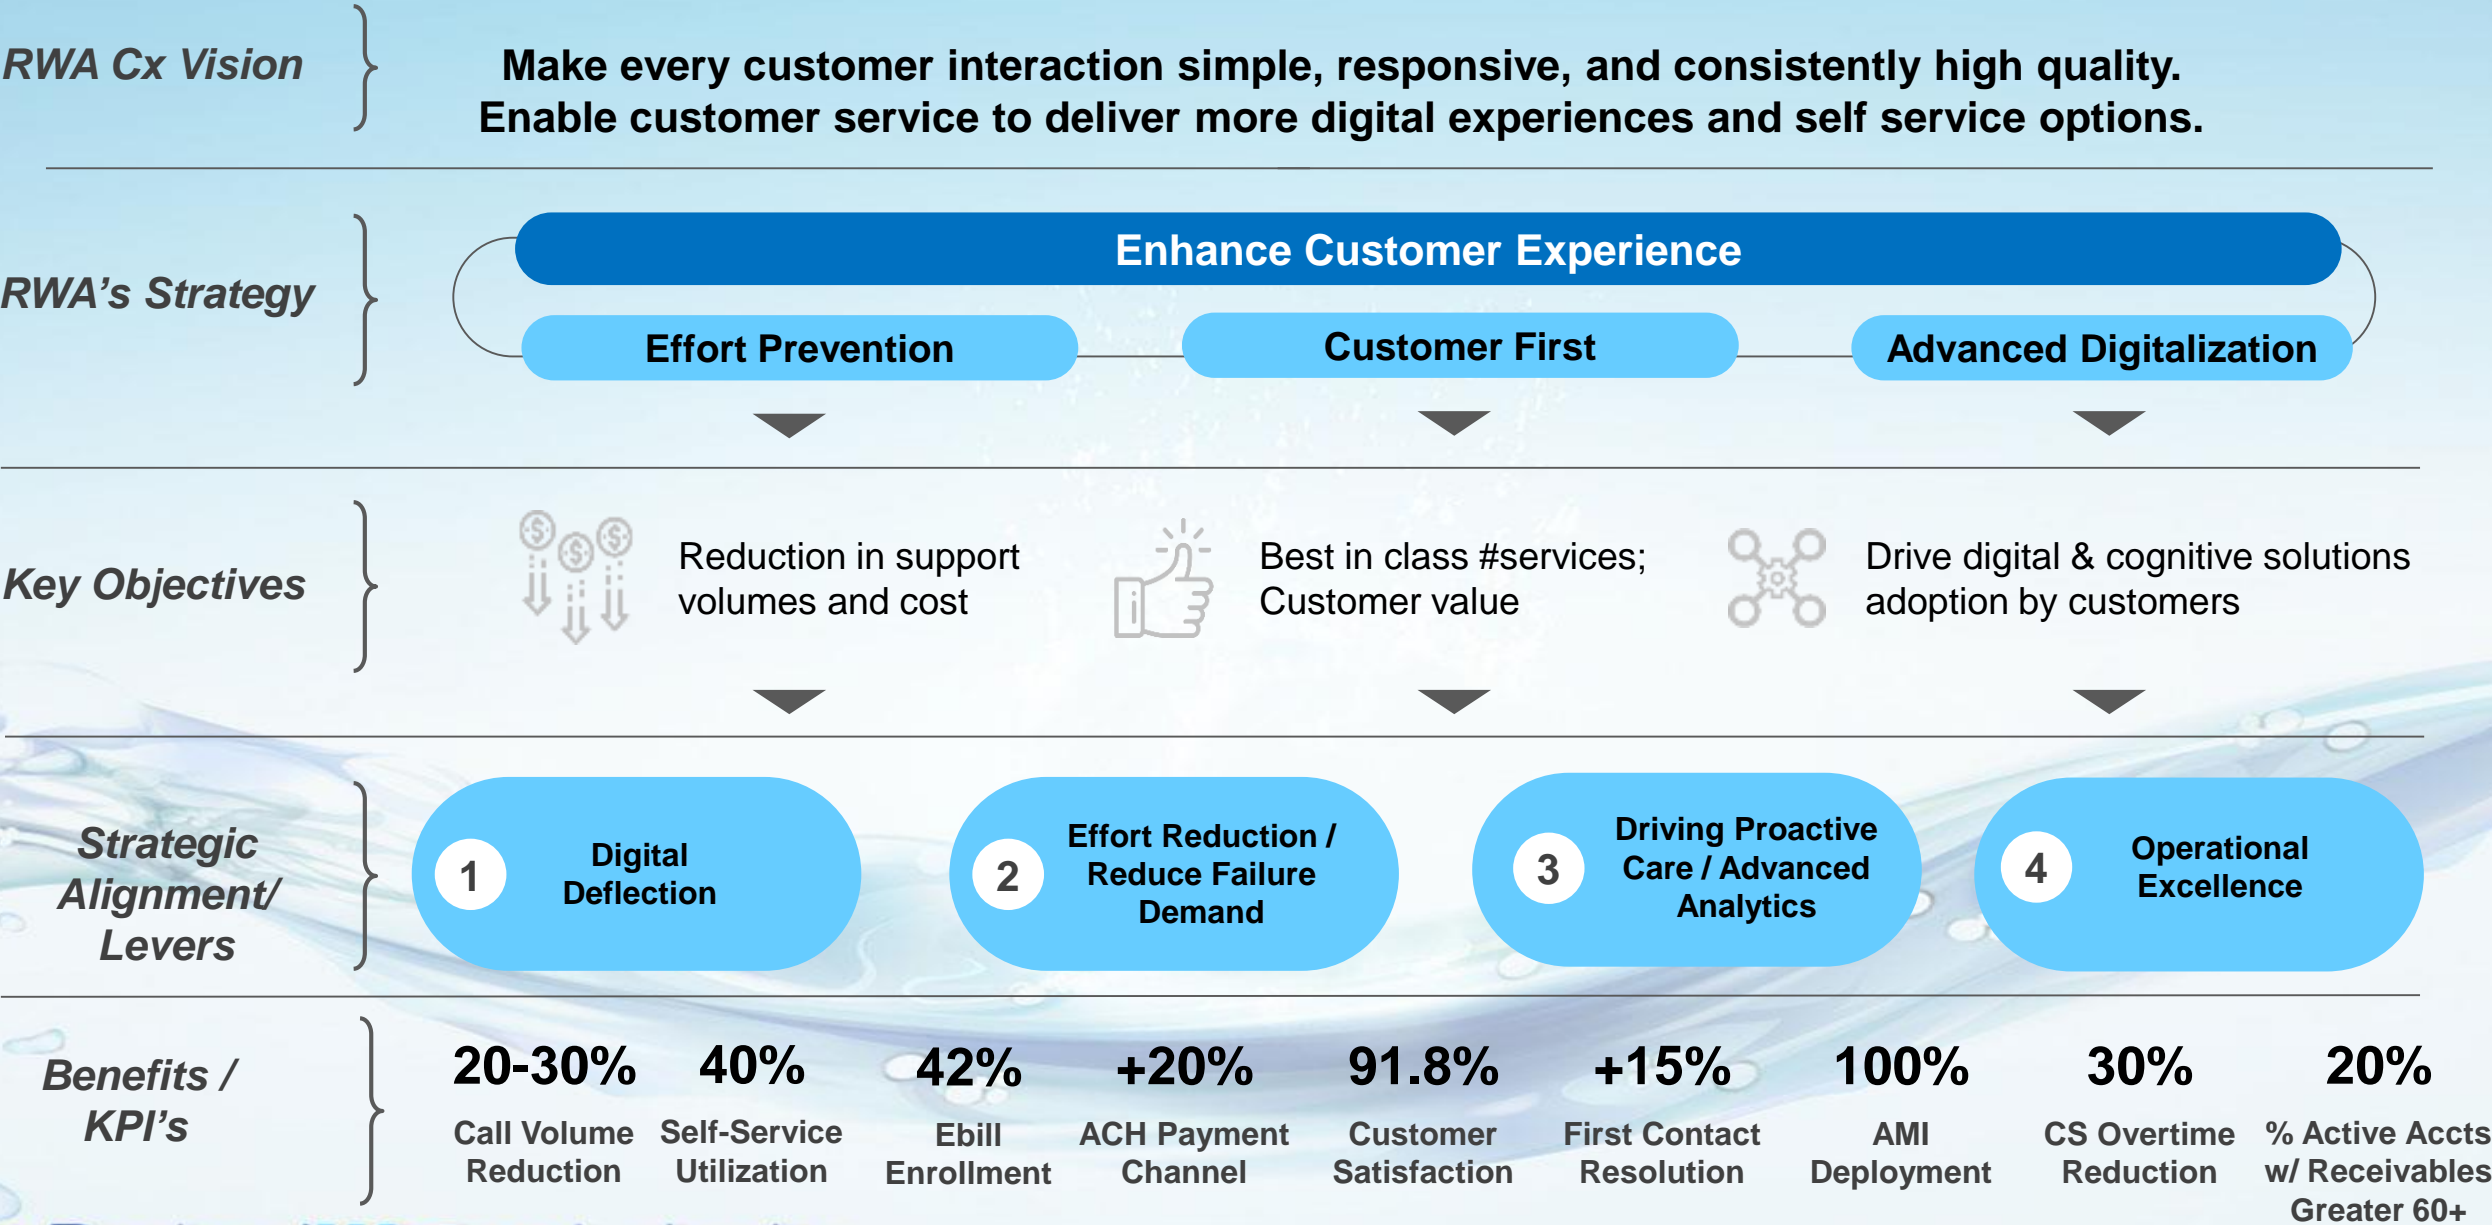 RWA Cx Vision
Make every customer interaction simple, responsive, and consistently high quality.
Enable customer service to deliver more digital experiences and self service options.
RWA's Strategy
Enhance Customer Experience
Effort Prevention
Customer First
Advanced Digitalization
Key Objectives
Reduction in support
volumes and cost
Best in class #services;
Customer value
Drive digital & cognitive solutions
adoption by customers
Strategic
Alignment/
Levers
1
Digital
Deflection
2
Effort Reduction /
Reduce Failure
Demand
3
Driving Proactive
Care / Advanced
Analytics
4
Operational
Excellence
Benefits /
KPI's
20-30%
Call Volume
Reduction
40%
Self-Service
Utilization
42%
Ebill
Enrollment
+20%
ACH Payment
Channel
91.8%
Customer
Satisfaction
+15%
First Contact
Resolution
100%
AMI
Deployment
30%
CS Overtime
Reduction
20%
% Active Accts
w/ Receivables
Greater 60+